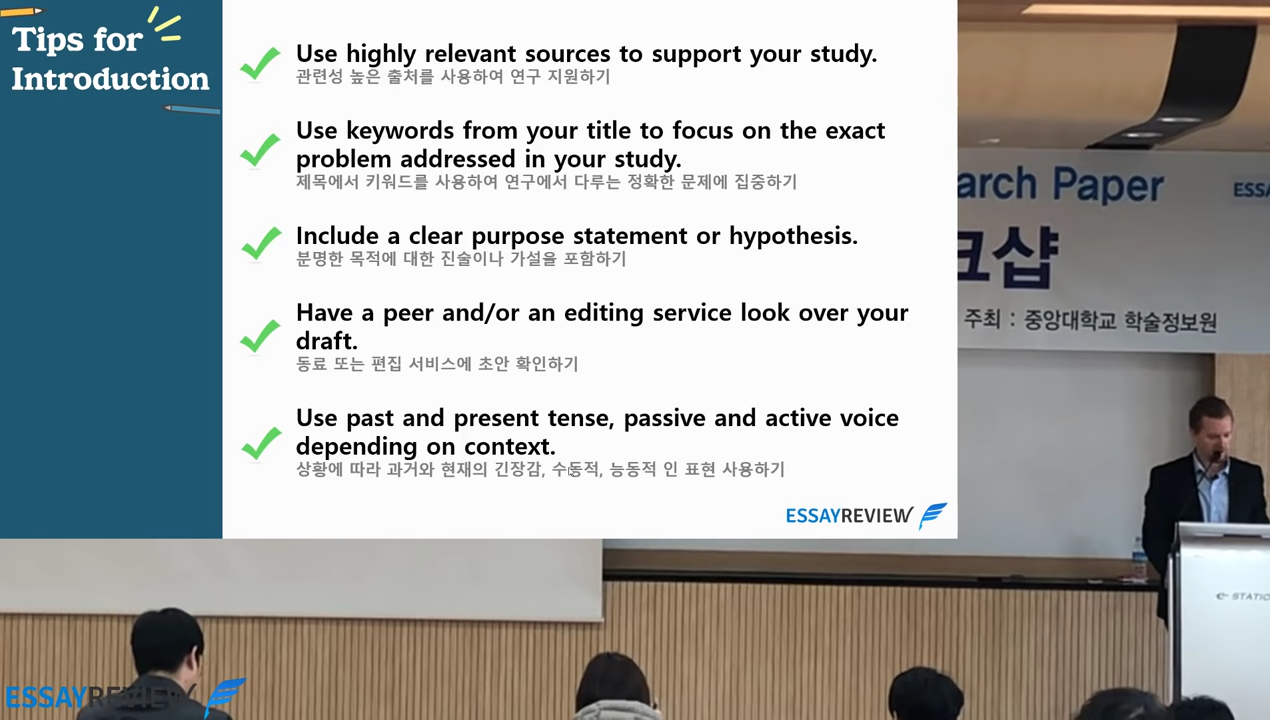 Tips for
Introduction
Use highly relevant sources to support your study.
관련성 높은 출처를 사용하여 연구 지원하기
Use keywords from your title to focus on the exact
problem addressed in your study.
제목에서 키워드를 사용하여 연구에서 다루는 정확한 문제에 집중하기
Include a clear purpose statement or hypothesis.
분명한 목적에 대한 진술이나 가설을 포함하기
Have a peer and/or an editing service look over your
draft.
동료 또는 편집 서비스에 초안 확인하기
Use past and present tense, passive and active voice
depending on context.
상황에 따라 과거와 현재의 긴장감, 수동적, 능동적 인 표현 사용하기
ESSAYREVIEW
arch Paper
ESSA
크샵
주최 : 중앙대학교 학술정보원
e-STATIO
ESSAYREVIEW